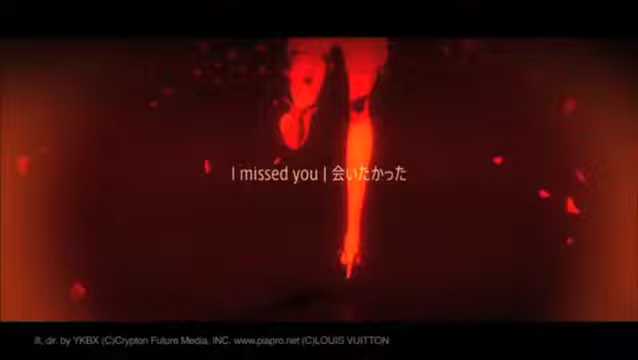 I missed you | 会いたかった
ill, dir. by YKBX (C)Crypton Future Media, INC. www.piapro.net (C)LOUIS VUITTON